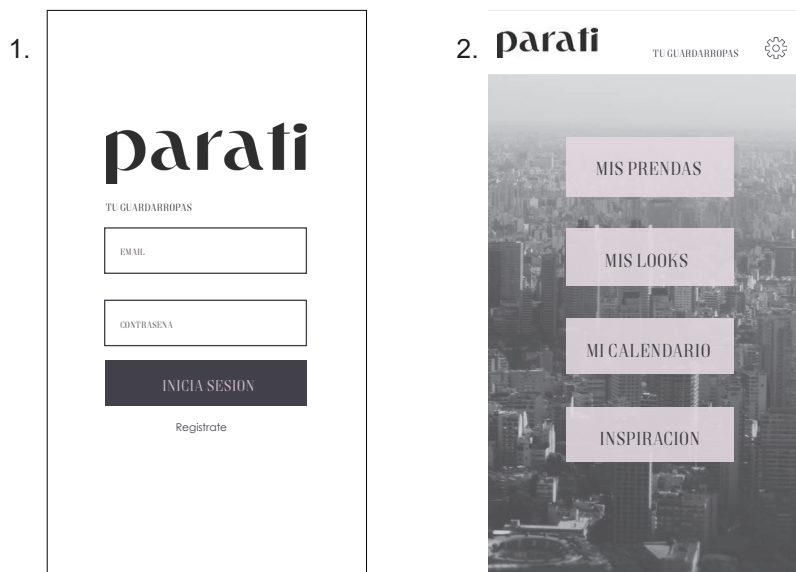 1.
parati
TU GUARDARROPAS
EMAIL
CONTRASENA
INICIA SESION
Registrate
2.
parati
TU GUARDARROPAS
MIS PRENDAS
MIS LOOKS
MI CALENDARIO
INSPIRACION